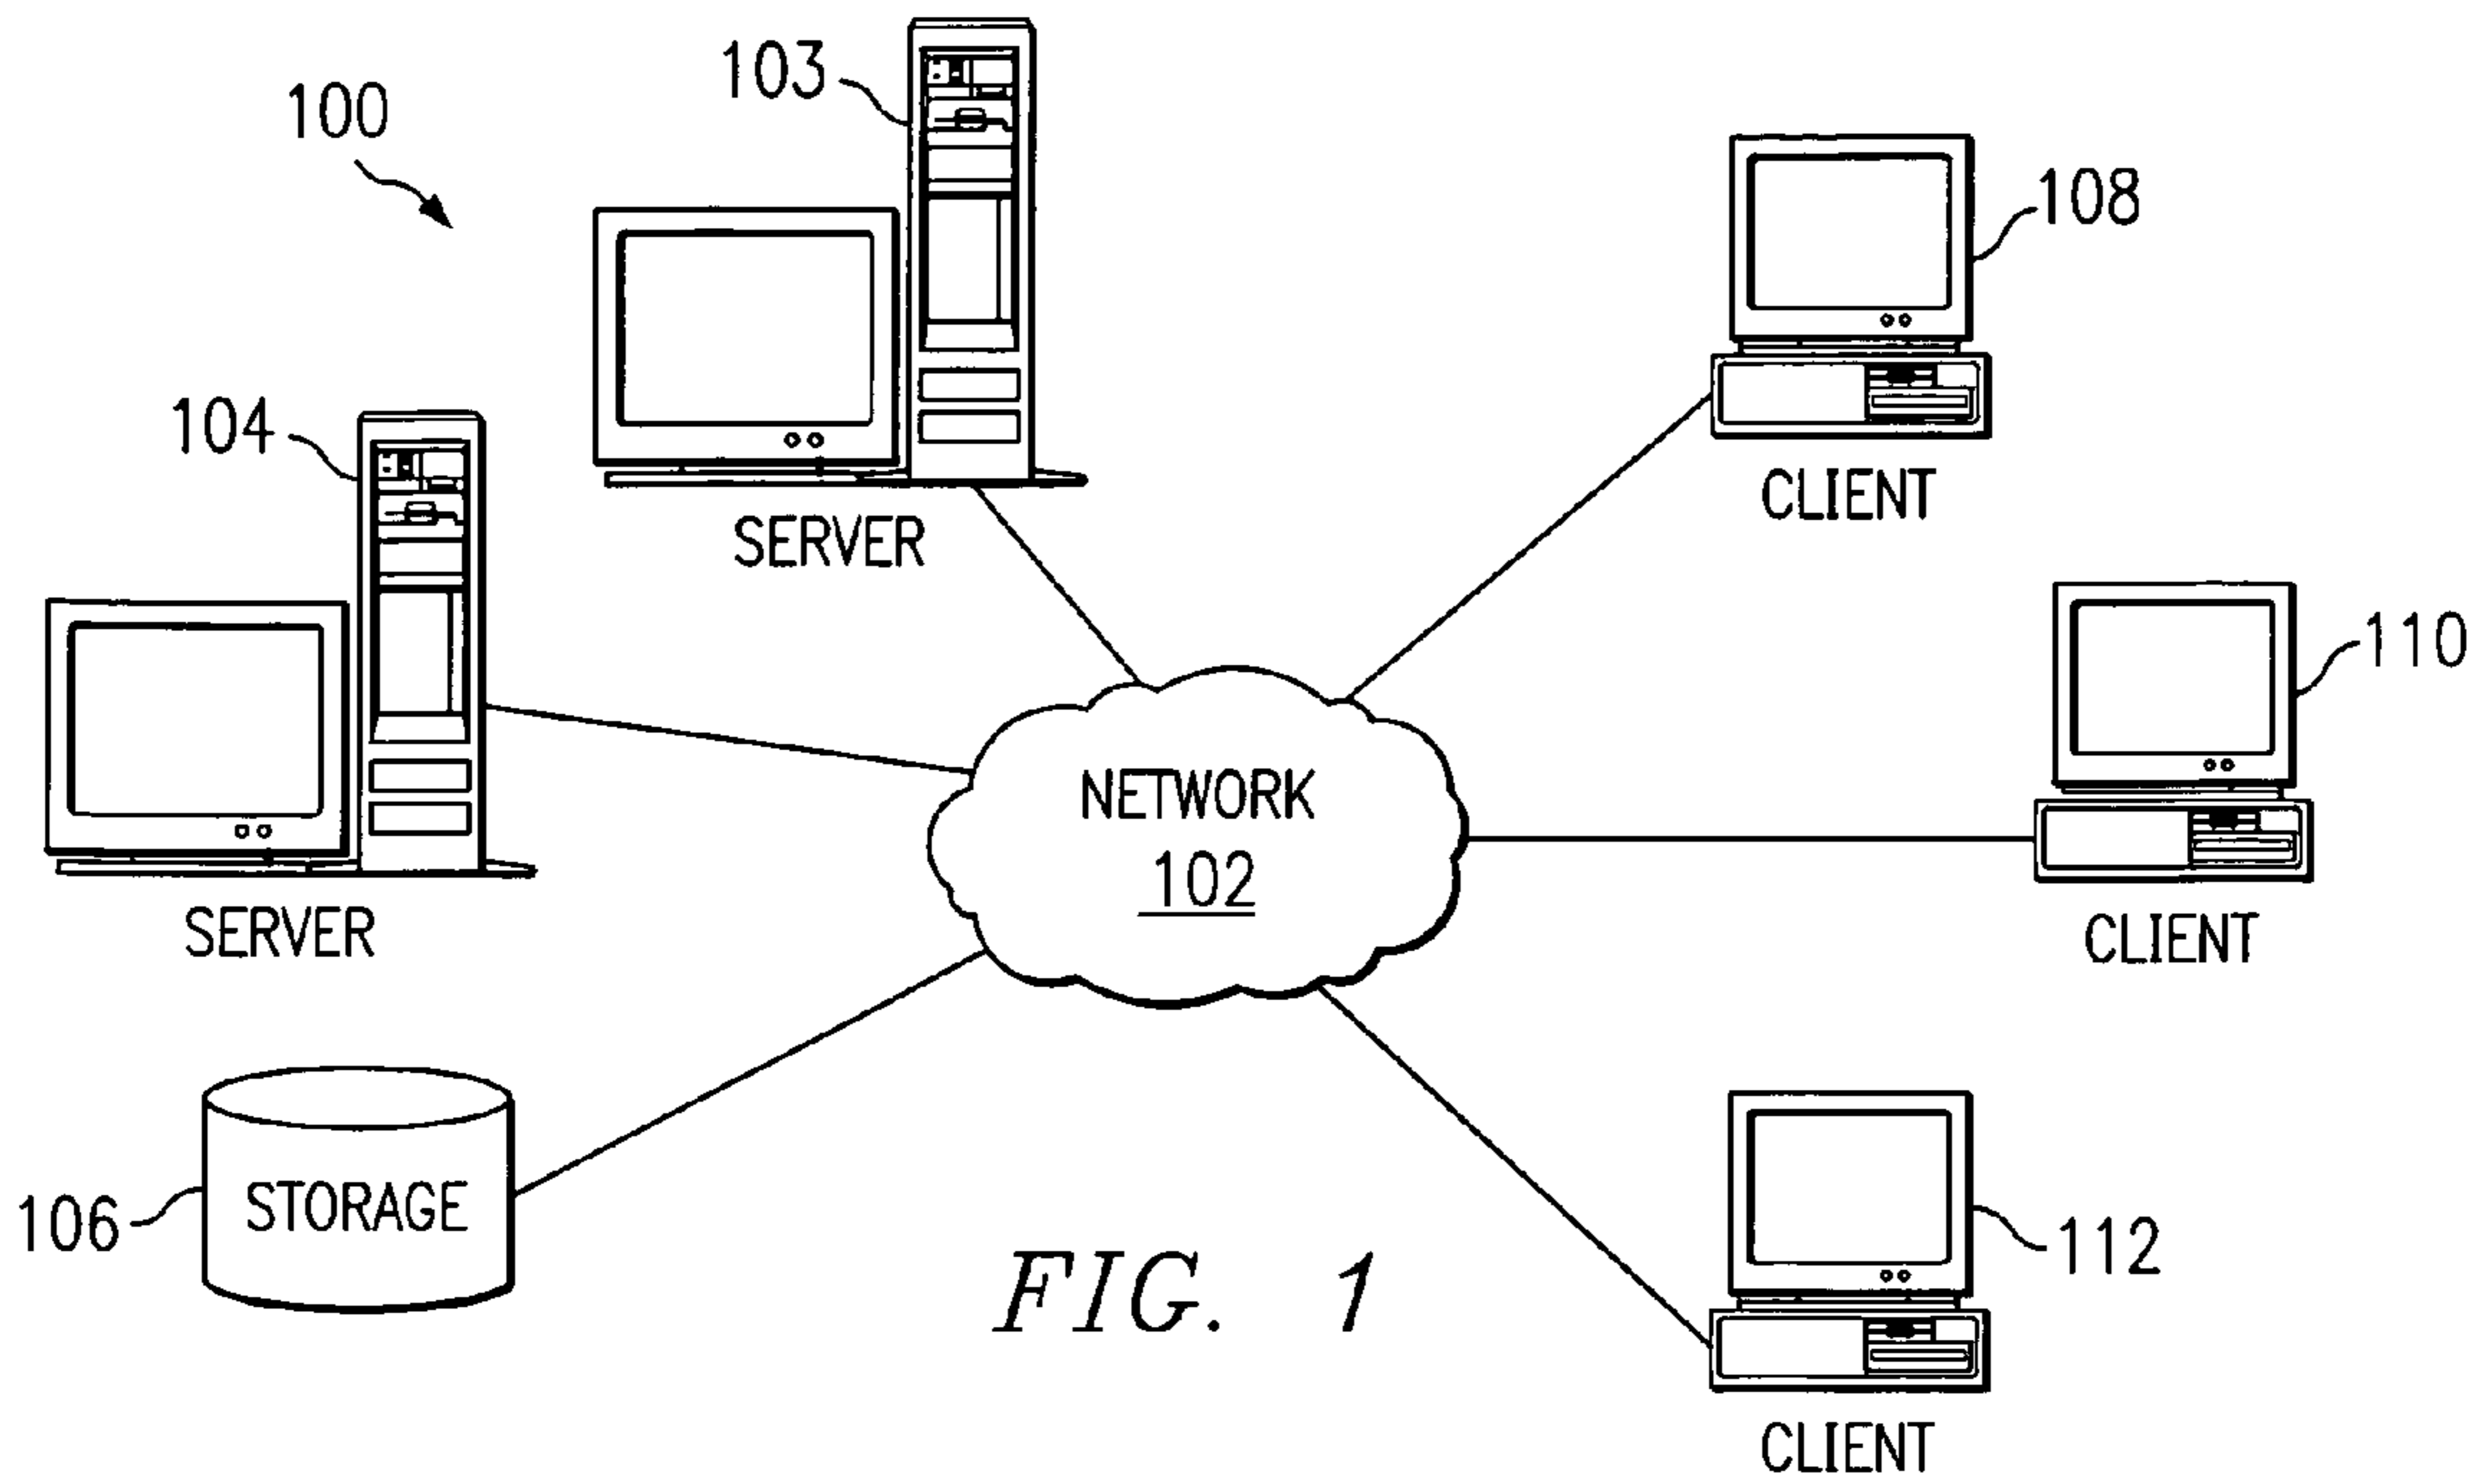 103
100
108
104
CLIENT
SERVER
110
NETWORK
102
SERVER
CLIENT
STORAGE
106
112
FIG. 1
CLIENT